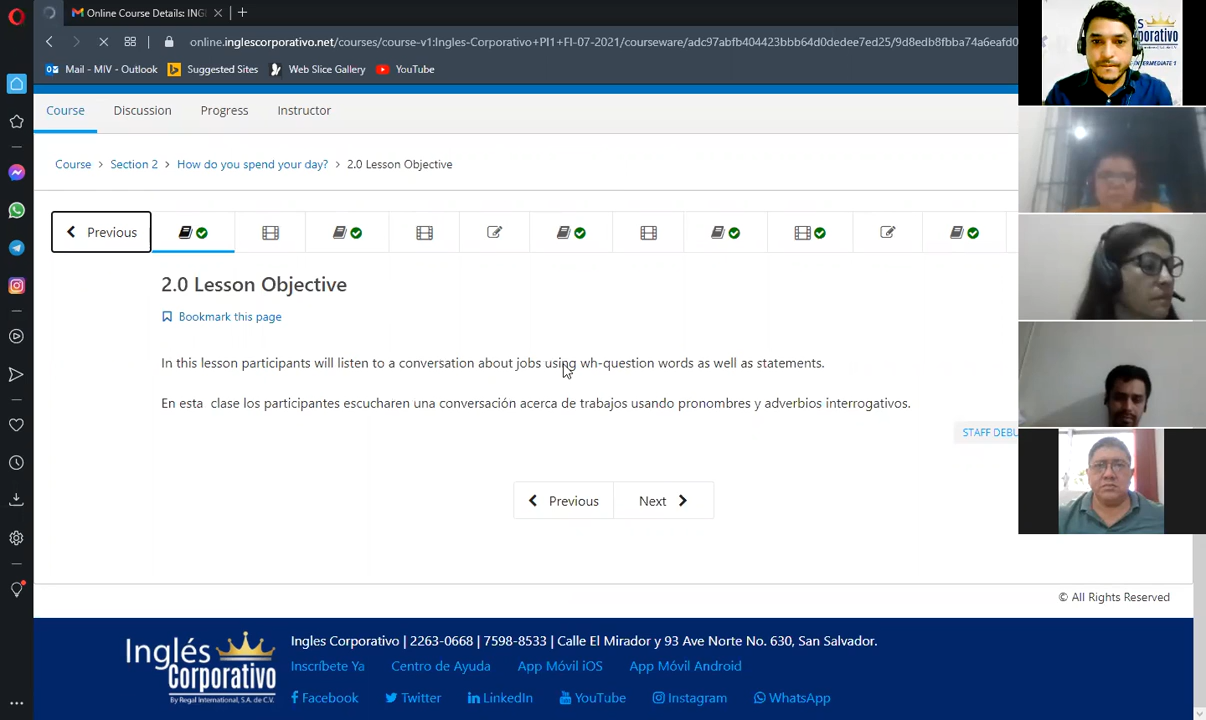 Online Course Details: INGL
online.inglescorporativo.net/courses/course-v1:Ingles-Corporativo+PI1+FI-07-2021/courseware/adc97abfb404423bbb64d0dedee7ed25/9d8edb8fbba74a6eafd0
Mail - MIV - Outlook Suggested Sites Web Slice Gallery YouTube
Course Discussion Progress Instructor
Course > Section 2 > How do you spend your day? > 2.0 Lesson Objective
Previous
2.0 Lesson Objective
Bookmark this page
In this lesson participants will listen to a conversation about jobs using wh-question words as well as statements.
En esta clase los participantes escucharen una conversación acerca de trabajos usando pronombres y adverbios interrogativos.
STAFF DEBU
Previous Next
© All Rights Reserved
Inglés Corporativo
By Regal International, S.A. de C.V.
Ingles Corporativo | 2263-0668 | 7598-8533 | Calle El Mirador y 93 Ave Norte No. 630, San Salvador.
Inscríbete Ya Centro de Ayuda App Móvil iOS App Móvil Android
Facebook Twitter LinkedIn YouTube Instagram WhatsApp